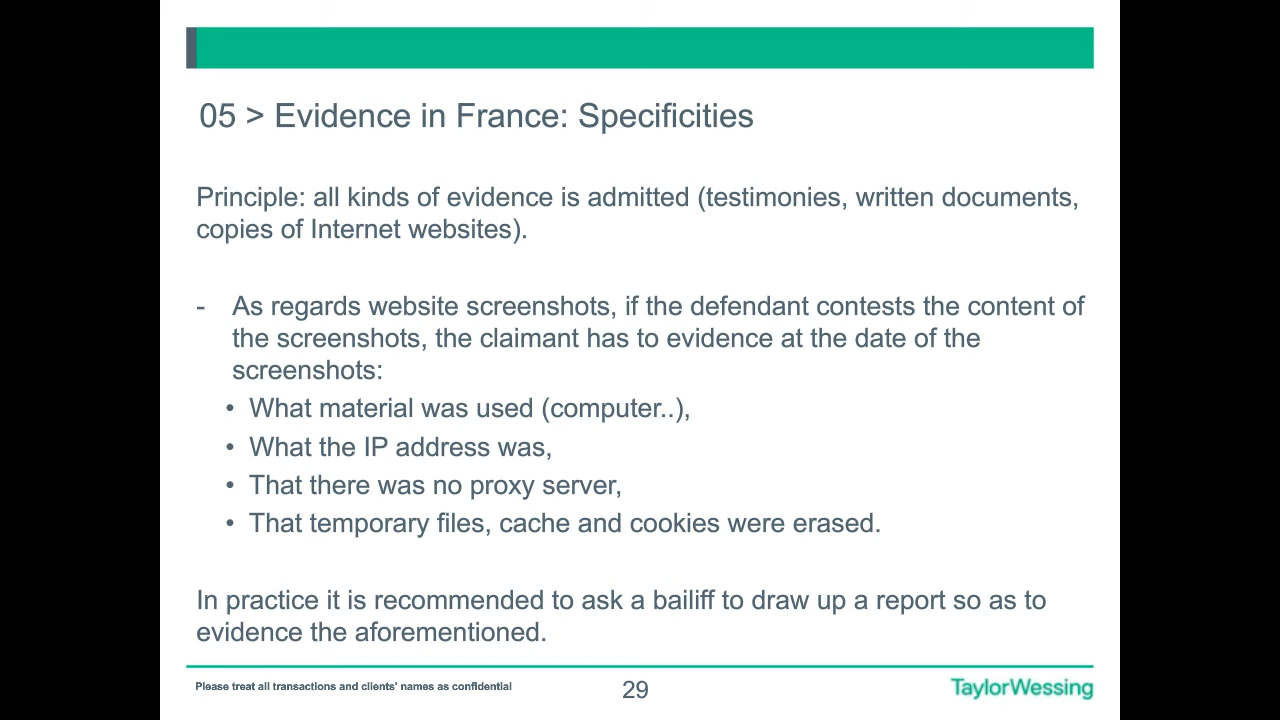 05 > Evidence in France: Specificities
Principle: all kinds of evidence is admitted (testimonies, written documents,
copies of Internet websites).
- As regards website screenshots, if the defendant contests the content of
the screenshots, the claimant has to evidence at the date of the
screenshots:
• What material was used (computer..),
• What the IP address was,
• That there was no proxy server,
• That temporary files, cache and cookies were erased.
In practice it is recommended to ask a bailiff to draw up a report so as to
evidence the aforementioned.
Please treat all transactions and clients' names as confidential
29
TaylorWessing